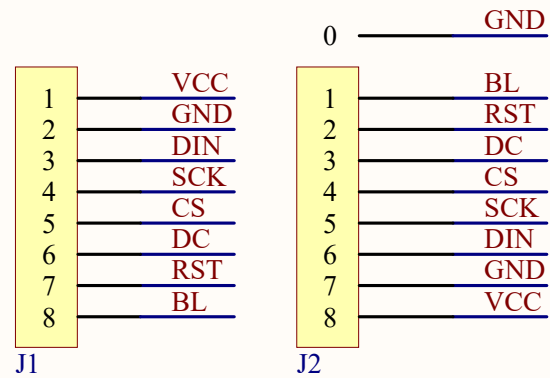 0 GND
1 VCC
2 GND
3 DIN
4 SCK
5 CS
6 DC
7 RST
8 BL
J1
1 BL
2 RST
3 DC
4 CS
5 SCK
6 DIN
7 GND
8 VCC
J2